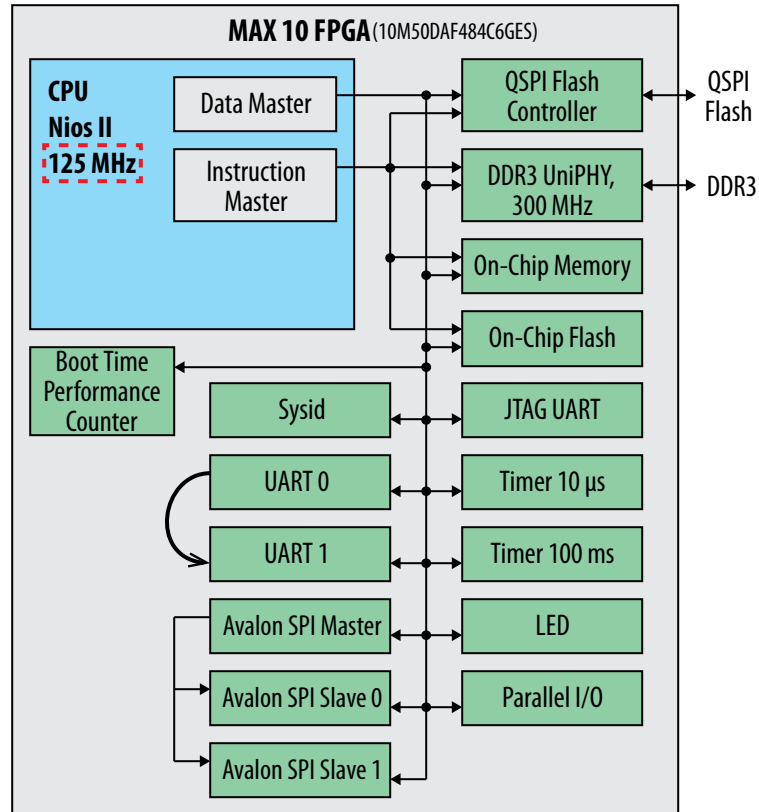 MAX 10 FPGA (10M50DAF484C6GES)
CPU
Nios II
125 MHz
Data Master
Instruction
Master
QSPI Flash
Controller
QSPI
Flash
DDR3 UniPHY,
300 MHz
DDR3
On-Chip Memory
On-Chip Flash
Boot Time
Performance
Counter
Sysid
JTAG UART
UART 0
Timer 10 µs
UART 1
Timer 100 ms
Avalon SPI Master
LED
Avalon SPI Slave 0
Parallel I/O
Avalon SPI Slave 1